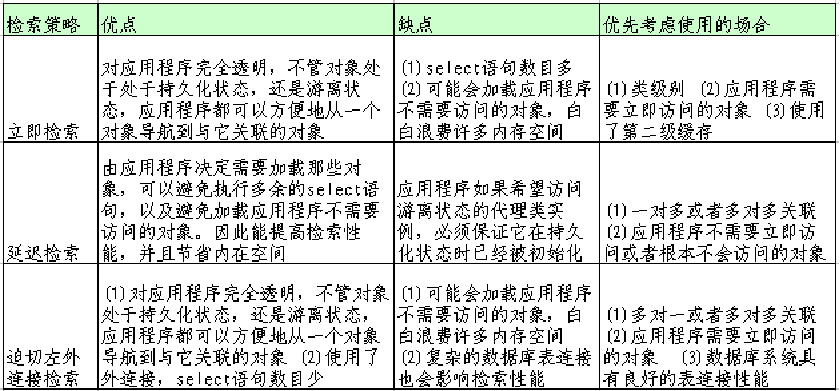 检索策略 优点 缺点 优先考虑使用的场合
立即检索
对应用程序完全透明，不管对象处
于处于持久化状态，还是游离状
态，应用程序都可以方便地从一个
对象导航到与它关联的对象
(1)select语句数目多
(2)可能会加载应用程序
不需要访问的对象，白
白浪费许多内存空间
(1)类级别 (2)应用程序需
要立即访问的对象 (3)使用
了第二级缓存
延迟检索
由应用程序决定需要加载那些对
象，可以避免执行多余的select语
句，以及避免加载应用程序不需要
访问的对象。因此能提高检索性
能，并且节省内在空间
应用程序如果希望访问
游离状态的代理类实
例，必须保证它在持久
化状态时已经被初始化
(1)一对多或者多对多关联
(2)应用程序不需要立即访
问或者根本不会访问的对象
迫切左外
连接检索
(1)对应用程序完全透明，不管对象
处于持久化状态，还是游离状态，
应用程序都可以方便地从一个对象
导航到与它关联的对象 (2)使用了
外连接，select语句数目少
(1)可能会加载应用程序
不需要访问的对象，白
白浪费许多内存空间
(2)复杂的数据库表连接
也会影响检索性能
(1)多对一或者多对多关联
(2)应用程序需要立即访问
的对象 (3)数据库系统具
有良好的表连接性能